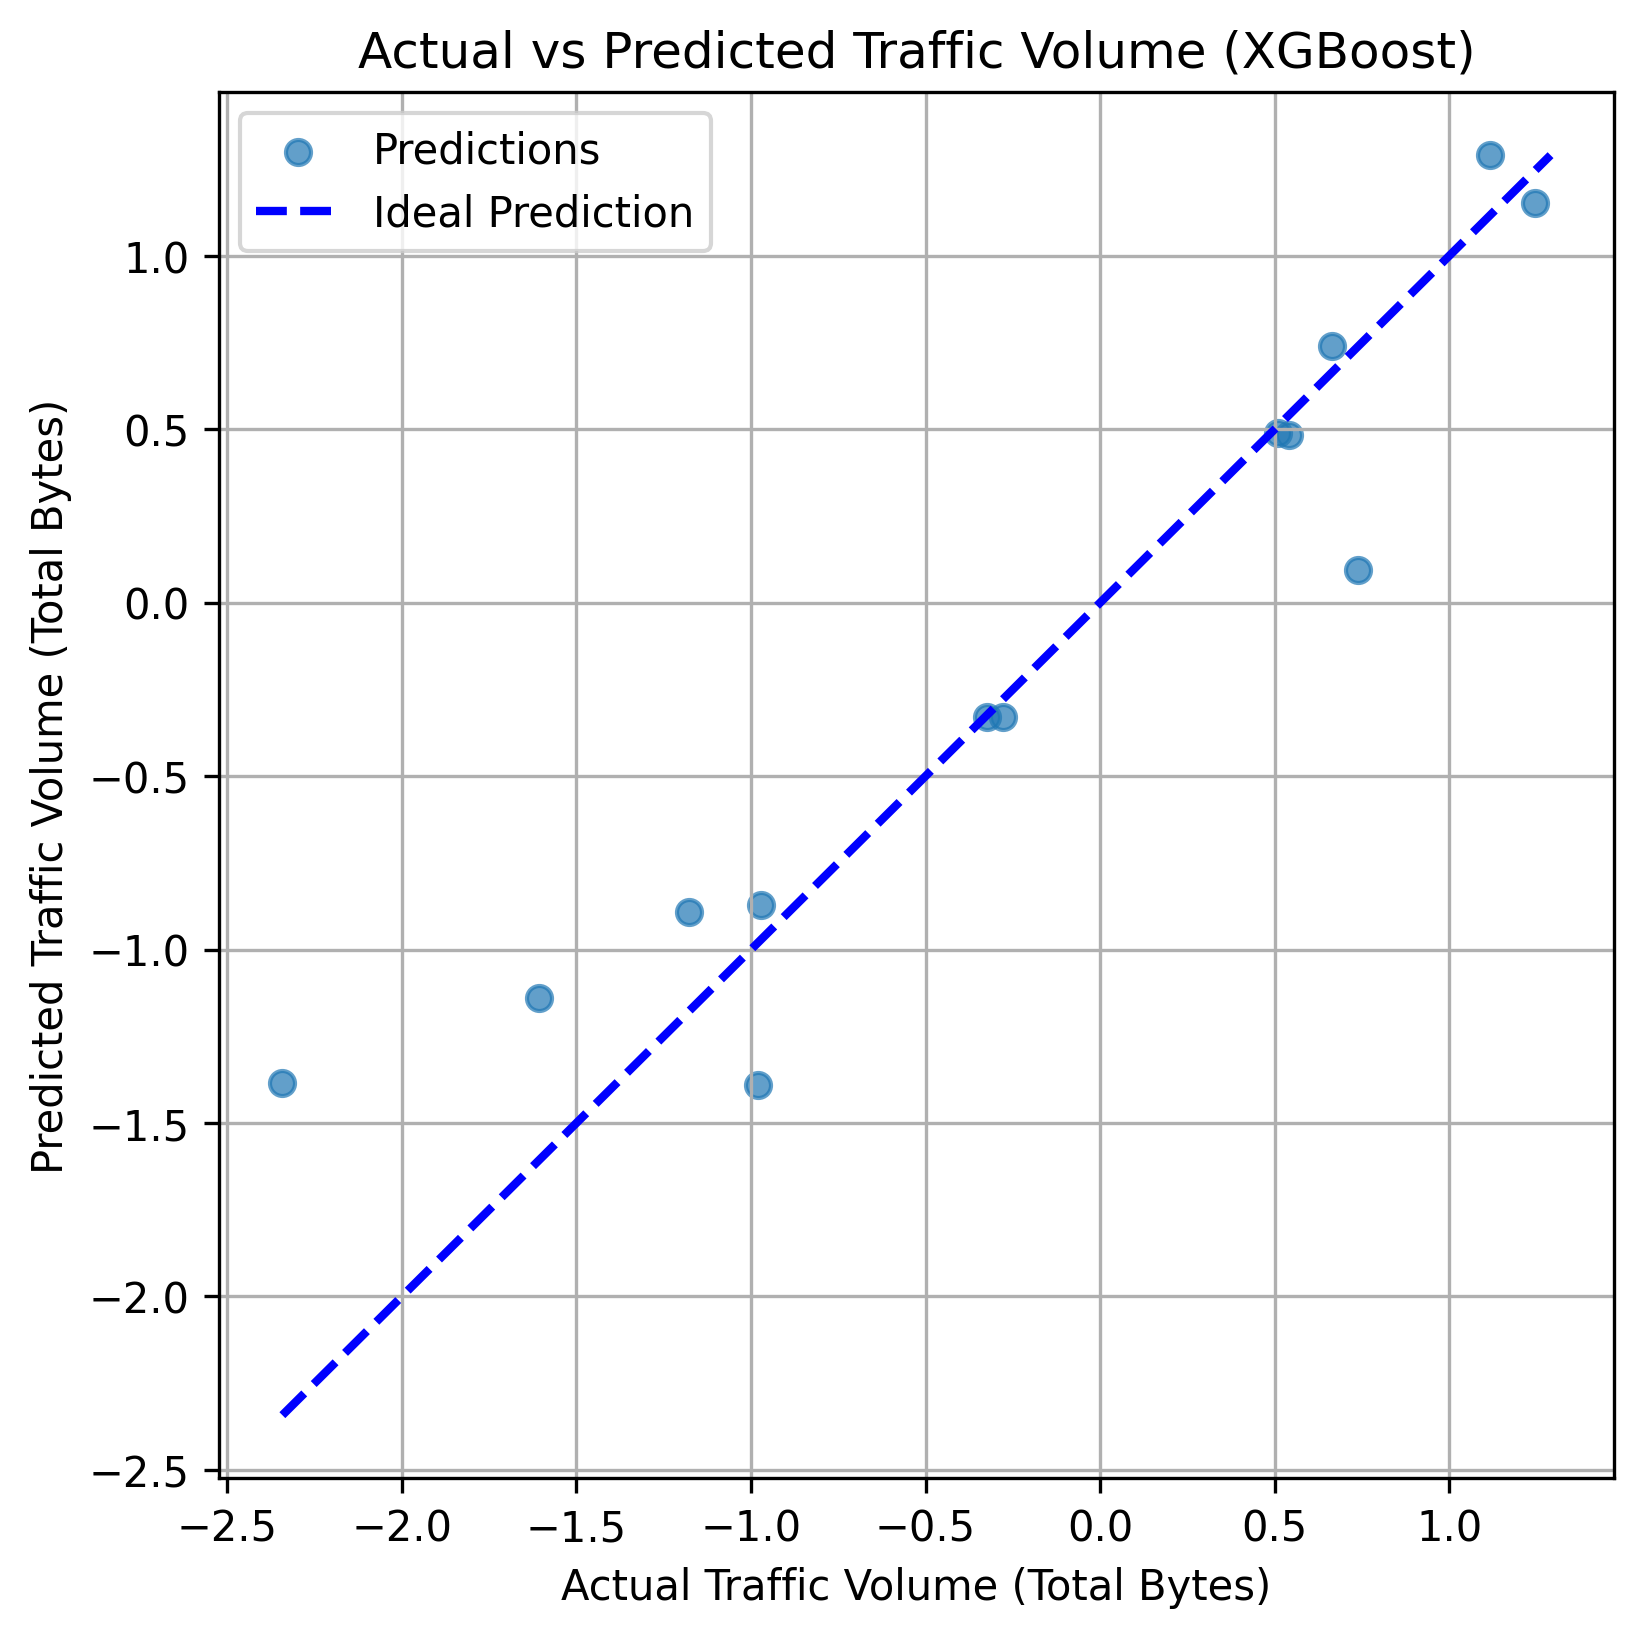 Actual vs Predicted Traffic Volume (XGBoost)
Predictions
Ideal Prediction
Predicted Traffic Volume (Total Bytes)
1.0
0.5
0.0
−0.5
−1.0
−1.5
−2.0
−2.5
−2.5 −2.0 −1.5 −1.0 −0.5 0.0 0.5 1.0
Actual Traffic Volume (Total Bytes)